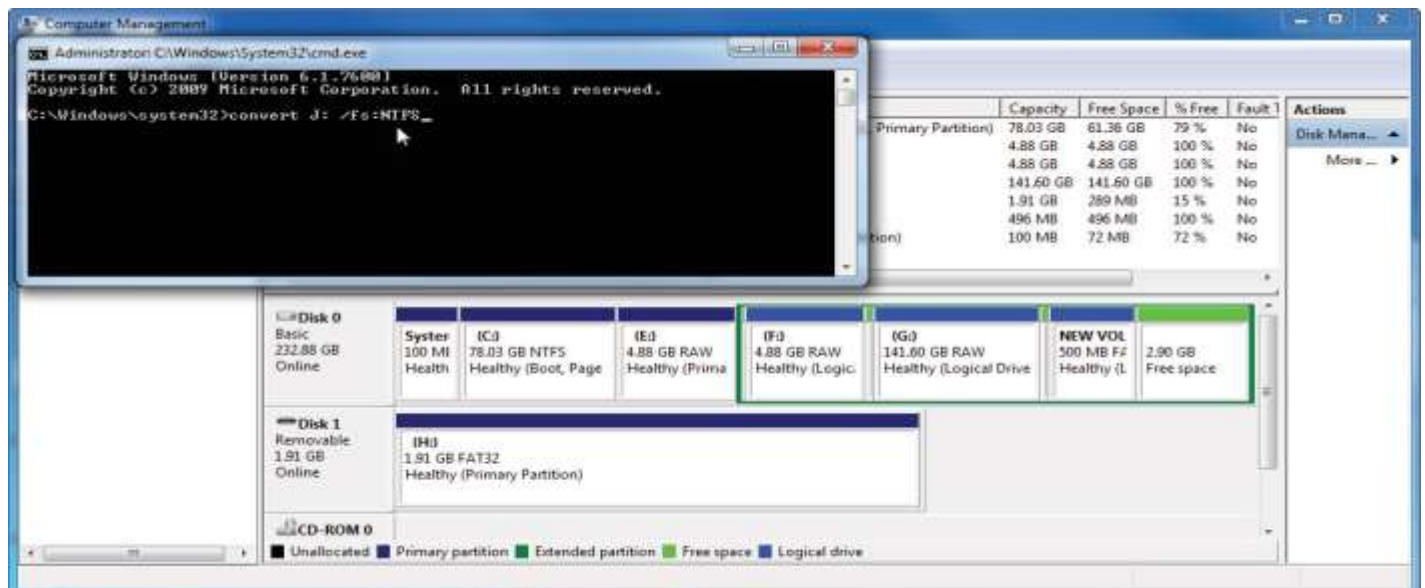 Computer Management
Administrator: C:\Windows\System32\cmd.exe
Microsoft Windows [Version 6.1.7600]
Copyright (c) 2009 Microsoft Corporation. All rights reserved.
C:\Windows\system32>convert J: /Fs:NTFS_
Capacity Free Space % Free Fault T Actions
Primary Partition) 78.03 GB 61.36 GB 79 % No
Disk Mana...
4.88 GB 4.88 GB 100 % No
4.88 GB 4.88 GB 100 % No
More ...
141.60 GB 141.60 GB 100 % No
1.91 GB 289 MB 15 % No
496 MB 496 MB 100 % No
tion) 100 MB 72 MB 72 % No
Disk 0
Basic
232.88 GB
Online
Syster
100 MI
Health
(C:)
78.03 GB NTFS
Healthy (Boot, Page
(E:)
4.88 GB RAW
Healthy (Prima
(F:)
4.88 GB RAW
Healthy (Logic
(G:)
141.60 GB RAW
Healthy (Logical Drive
NEW VOL
500 MB FA
Healthy (L
2.90 GB
Free space
Disk 1
Removable
1.91 GB
Online
(H:)
1.91 GB FAT32
Healthy (Primary Partition)
CD-ROM 0
Unallocated Primary partition Extended partition Free space Logical drive